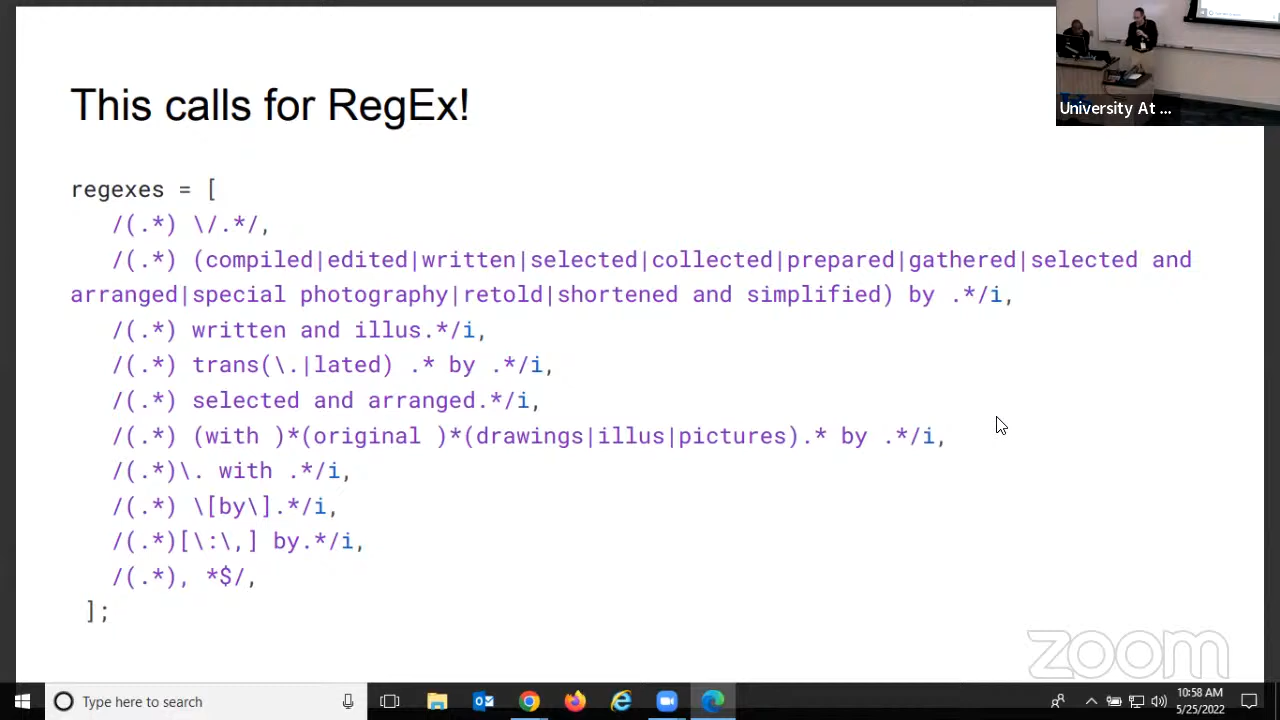 This calls for RegEx!
University At ...
regexes = [
/(.*) \/.*/,
/(.*) (compiled|edited|written|selected|collected|prepared|gathered|selected and
arranged|special photography|retold|shortened and simplified) by .*/i,
/(.*) written and illus.*/i,
/(.*) trans(\.|lated) .* by .*/i,
/(.*) selected and arranged.*/i,
/(.*) (with )*(original )*(drawings|illus|pictures).* by .*/i,
/(.*)\. with .*/i,
/(.*) \[by\].*/i,
/(.*)[\:\,] by.*/i,
/(.*), *$/,
];
zoom
Type here to search
10:58 AM
5/25/2022